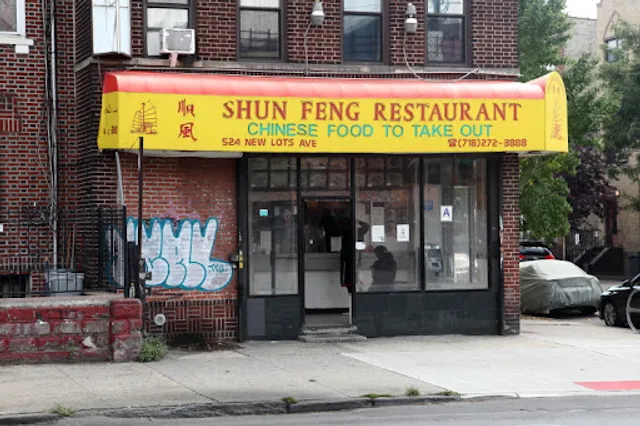 順風
SHUN FENG RESTAURANT
CHINESE FOOD TO TAKE OUT
524 NEW LOTS AVE
☎(718)272-3888
A